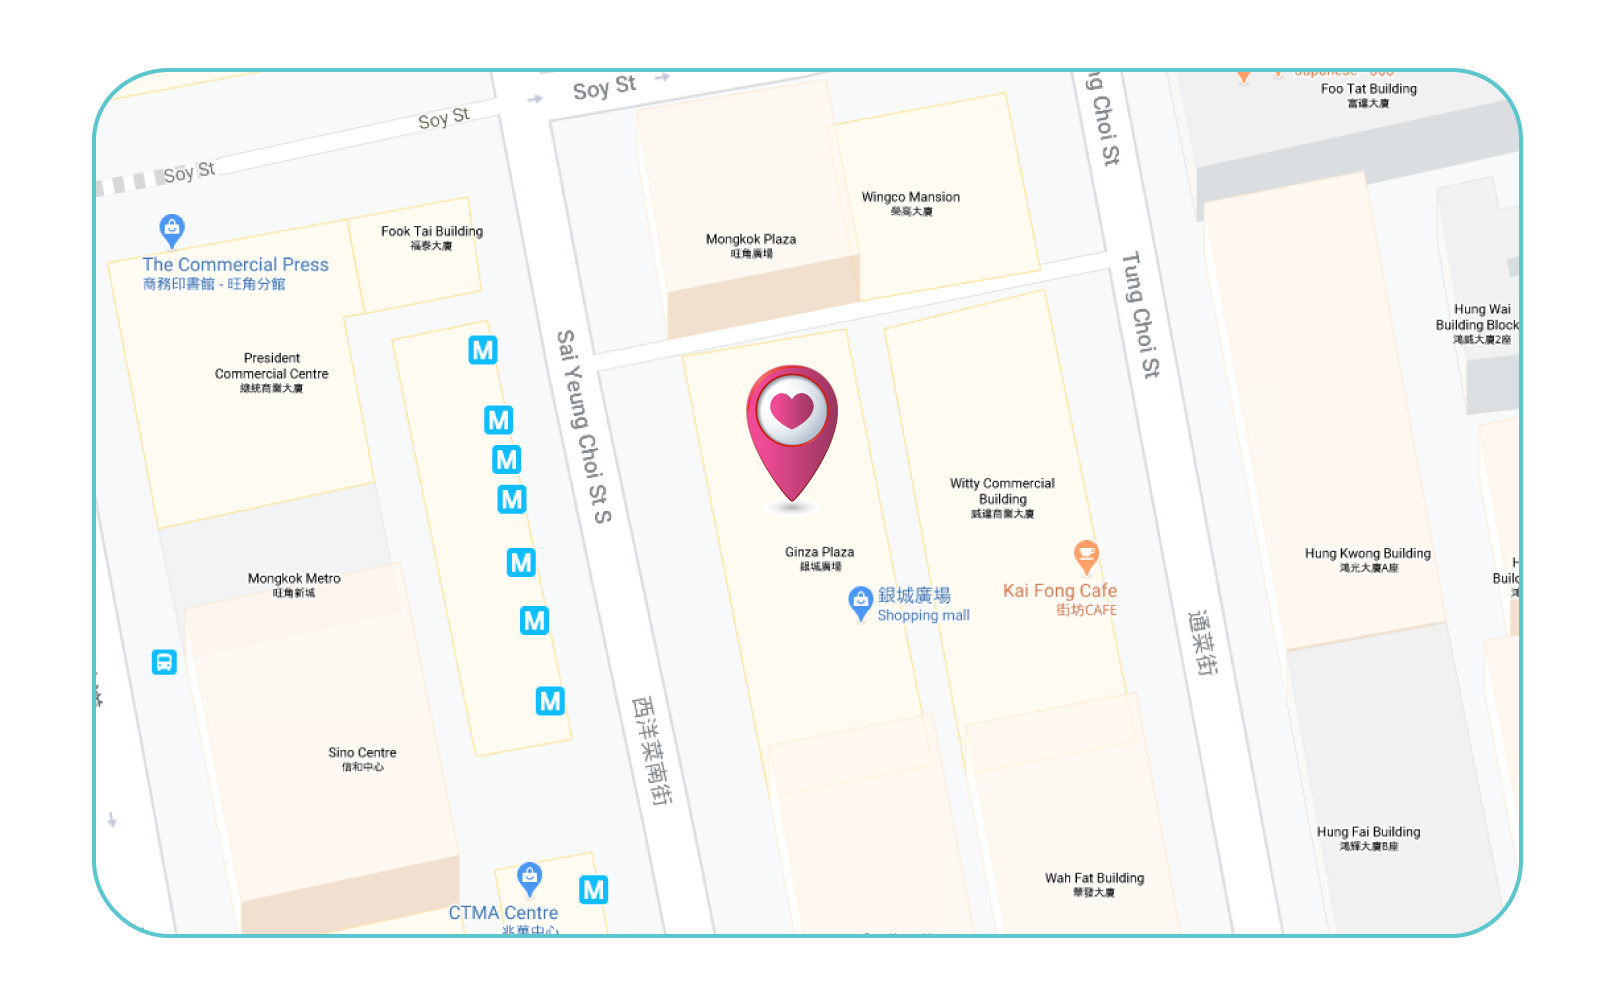 Soy St
Soy St
Soy St
Foo Tat Building
富達大廈
Tung Choi St
Wingco Mansion
榮高大廈
Fook Tai Building
福泰大廈
Mongkok Plaza
旺角廣場
The Commercial Press
商務印書館 - 旺角分館
Hung Wai
Building Block
鴻威大廈2座
President
Commercial Centre
總統商業大廈
M
M
M
M
M
M
M
Sai Yeung Choi St S
Witty Commercial
Building
威達商業大廈
Ginza Plaza
銀城廣場
銀城廣場
Shopping mall
Kai Fong Cafe
街坊CAFE
Hung Kwong Building
鴻光大廈A座
Mongkok Metro
旺角新城
通菜街
西洋菜南街
Sino Centre
信和中心
Hung Fai Building
鴻輝大廈B座
Wah Fat Building
華發大廈
M
CTMA Centre
兆萬中心